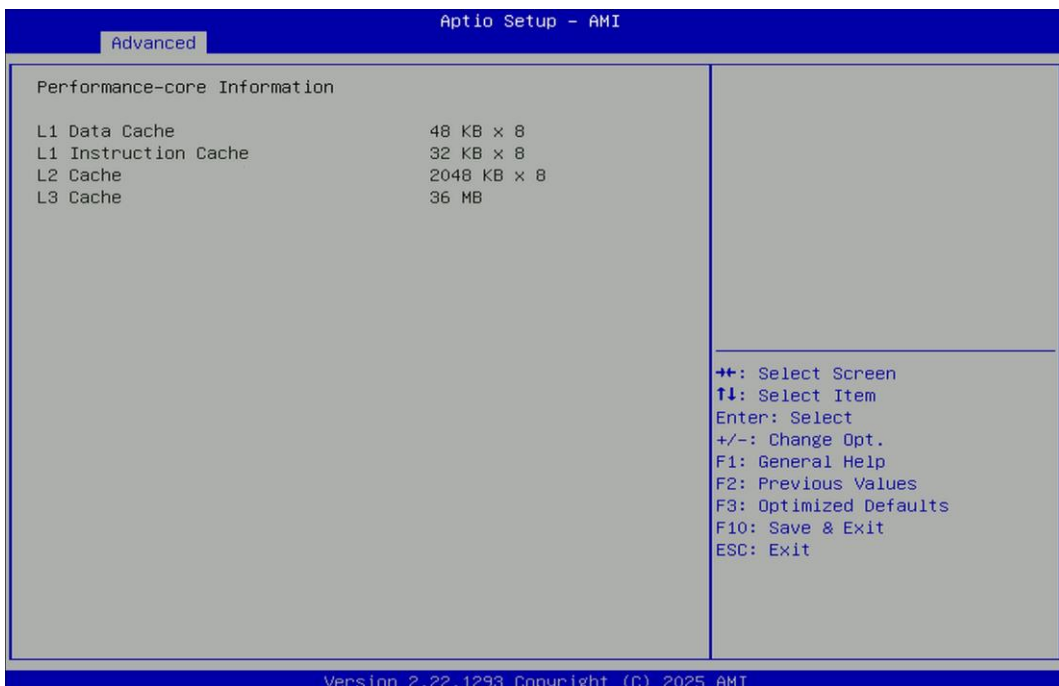 Aptio Setup – AMI
Advanced
Performance-core Information
L1 Data Cache 48 KB x 8
L1 Instruction Cache 32 KB x 8
L2 Cache 2048 KB x 8
L3 Cache 36 MB
→←: Select Screen
↑↓: Select Item
Enter: Select
+/-: Change Opt.
F1: General Help
F2: Previous Values
F3: Optimized Defaults
F10: Save & Exit
ESC: Exit
Version 2.22.1293 Copyright (C) 2025 AMI